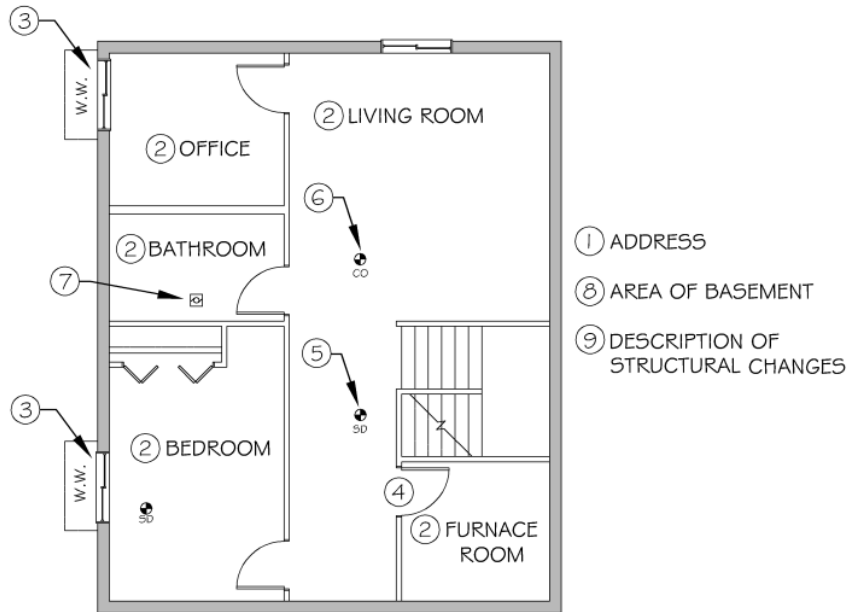 3
W.W.
2 OFFICE
2 LIVING ROOM
6
CO
2 BATHROOM
7
1 ADDRESS
8 AREA OF BASEMENT
9 DESCRIPTION OF
STRUCTURAL CHANGES
5
SD
3
W.W.
2 BEDROOM
SD
4
2 FURNACE
ROOM